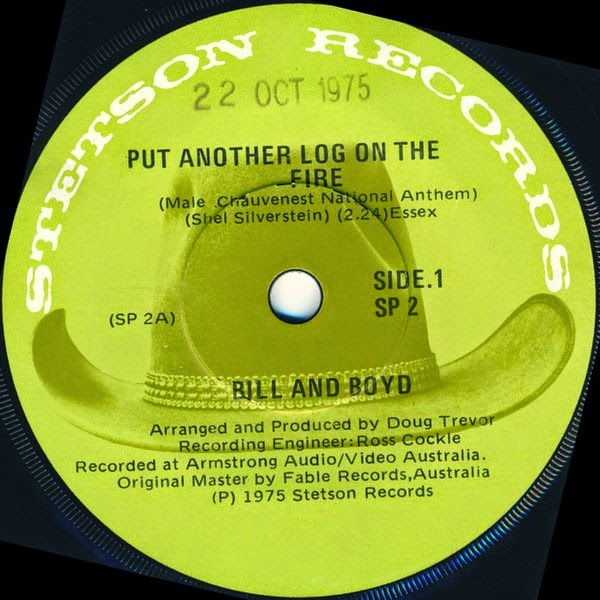 STETSON RECORDS
22 OCT 1975
PUT ANOTHER LOG ON THE
FIRE
(Male Chauvenest National Anthem)
(Shel Silverstein) (2.24)Essex
SIDE.1
SP 2
(SP 2A)
BILL AND BOYD
Arranged and Produced by Doug Trevor
Recording Engineer:Ross Cockle
Recorded at Armstrong Audio/Video Australia.
Original Master by Fable Records,Australia
(P) 1975 Stetson Records